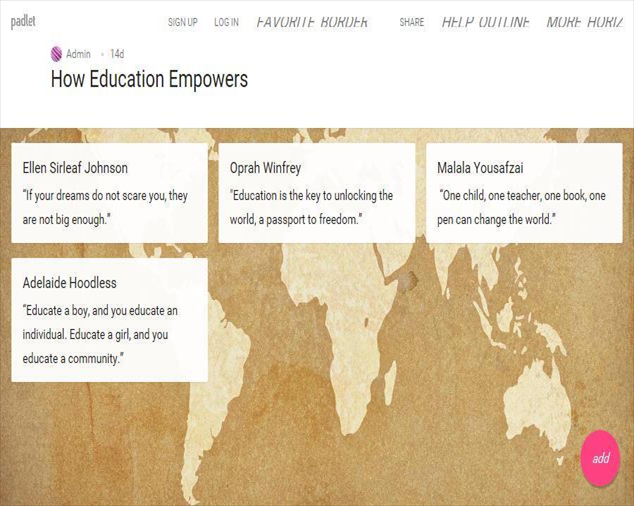 padlet
SIGN UP LOG IN FAVORITE BORDER SHARE HELP OUTLINE MORE HORIZ
Admin • 14d
How Education Empowers
Ellen Sirleaf Johnson
“If your dreams do not scare you, they
are not big enough.”
Oprah Winfrey
"Education is the key to unlocking the
world, a passport to freedom.”
Malala Yousafzai
“One child, one teacher, one book, one
pen can change the world.”
Adelaide Hoodless
“Educate a boy, and you educate an
individual. Educate a girl, and you
educate a community.”
add